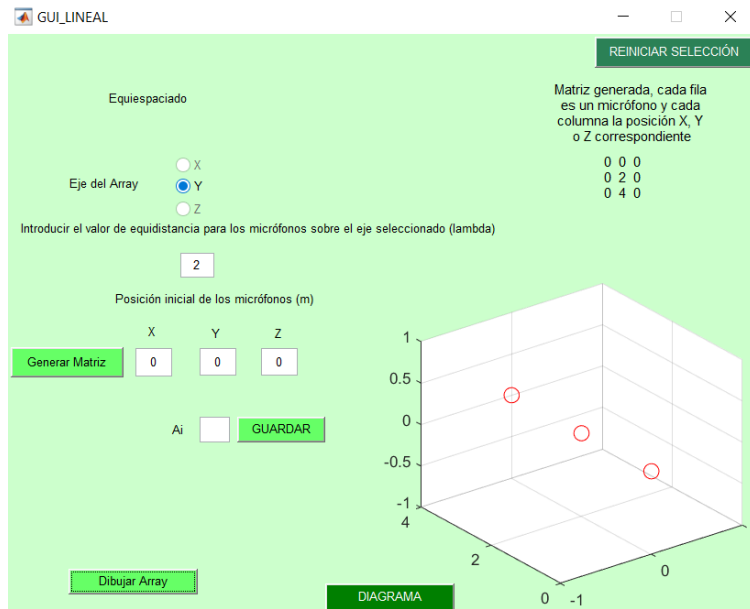 GUI_LINEAL
REINICIAR SELECCIÓN
Equiespaciado
Matriz generada, cada fila
es un micrófono y cada
columna la posición X, Y
o Z correspondiente
0 0 0
0 2 0
0 4 0
Eje del Array
X
Y
Z
Introducir el valor de equidistancia para los micrófonos sobre el eje seleccionado (lambda)
2
Posición inicial de los micrófonos (m)
X Y Z
Generar Matriz 0 0 0
Ai GUARDAR
1
0.5
0
-0.5
-1
4
2
0
-1
0
Dibujar Array
DIAGRAMA